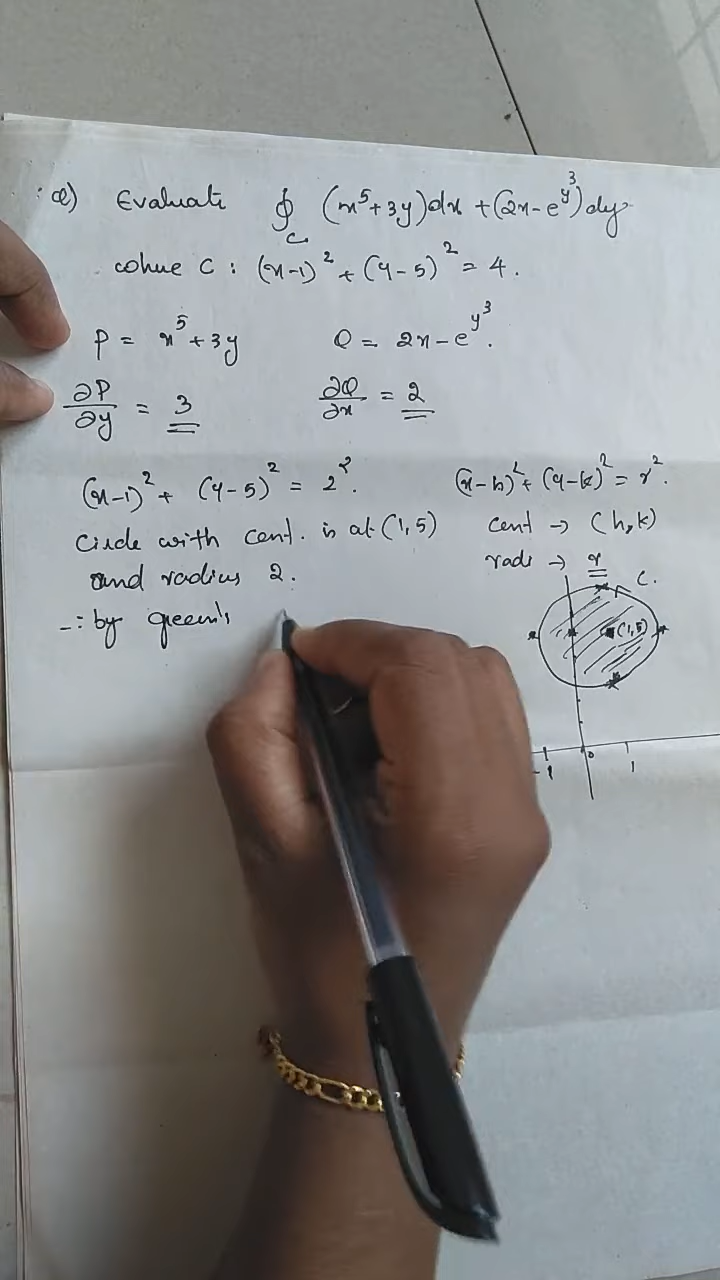 2) Evaluate ∮_C (x⁵+3y)dx + (2x-e^{y³})dy
where C : (x-1)² + (y-5)² = 4.
P = x⁵+3y Q = 2x-e^{y³}.
∂P/∂y = 3 ∂Q/∂x = 2
(x-1)² + (y-5)² = 2². (x-h)²+(y-k)² = r².
Circle with cent. is at (1,5) cent → (h,k)
and radius 2. radi → r
∴ by green's
C.
(1,5)
-1 0 1